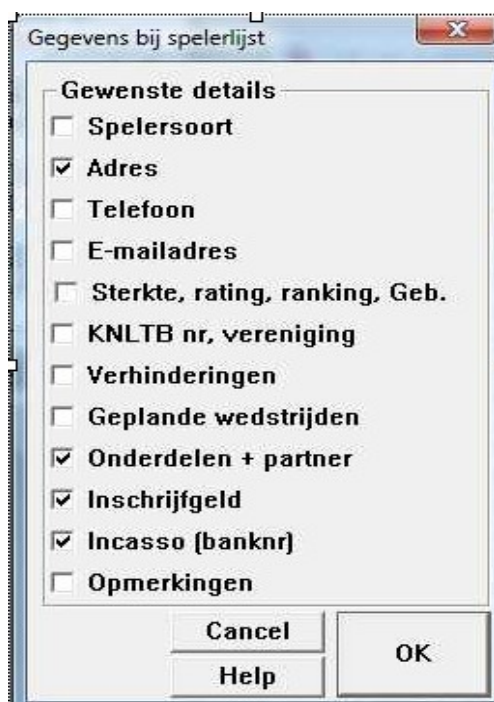 Gegevens bij spelerlijst
Gewenste details
Spelersoort
Adres
Telefoon
E-mailadres
Sterkte, rating, ranking, Geb.
KNLTB nr, vereniging
Verhinderingen
Geplande wedstrijden
Onderdelen + partner
Inschrijfgeld
Incasso (banknr)
Opmerkingen
Cancel
OK
Help